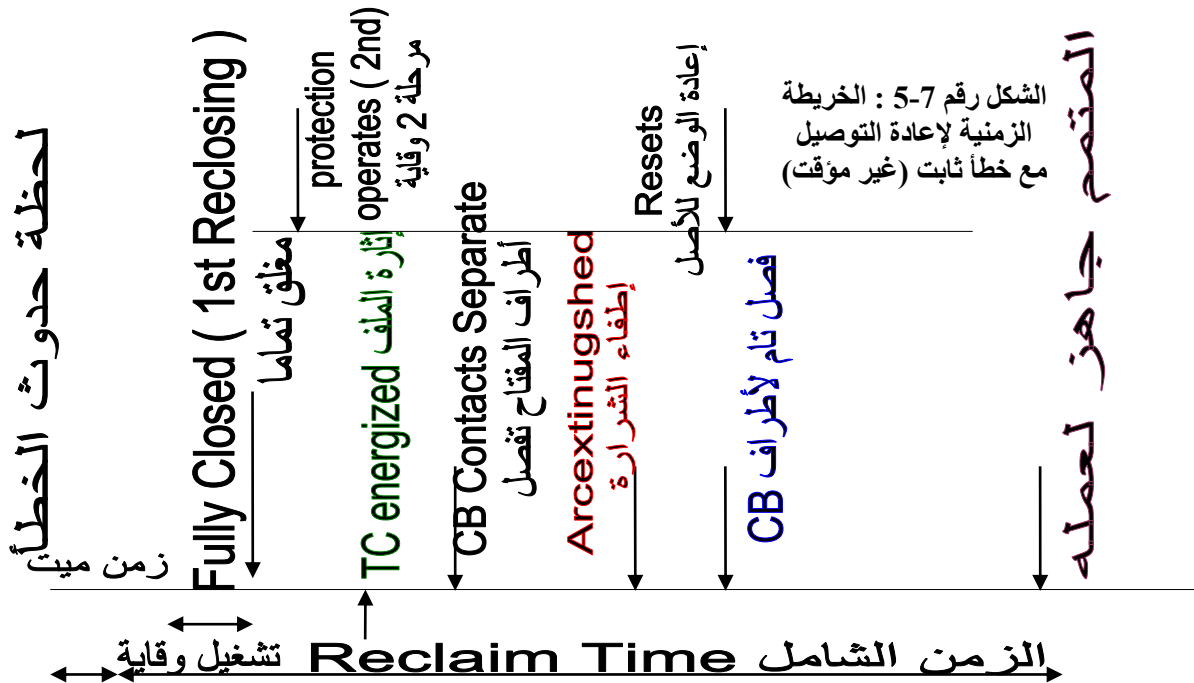 لحظة حدوث الخطأ
زمن ميت
Fully Closed ( 1st Reclosing )
مغلق تماما
protection
operates ( 2nd)
مرحلة 2 وقاية
TC energized إثارة الملف
CB Contacts Separate
أطراف المفتاح تفصل
Arcextinugshed
إطفاء الشرارة
Resets
إعادة الوضع للأصل
فصل تام لأطراف CB
الشكل رقم 7-5 : الخريطة
الزمنية لإعادة التوصيل
مع خطأ ثابت (غير مؤقت)
المتمم جاهز لعمله
تشغيل وقاية
الزمن الشامل Reclaim Time